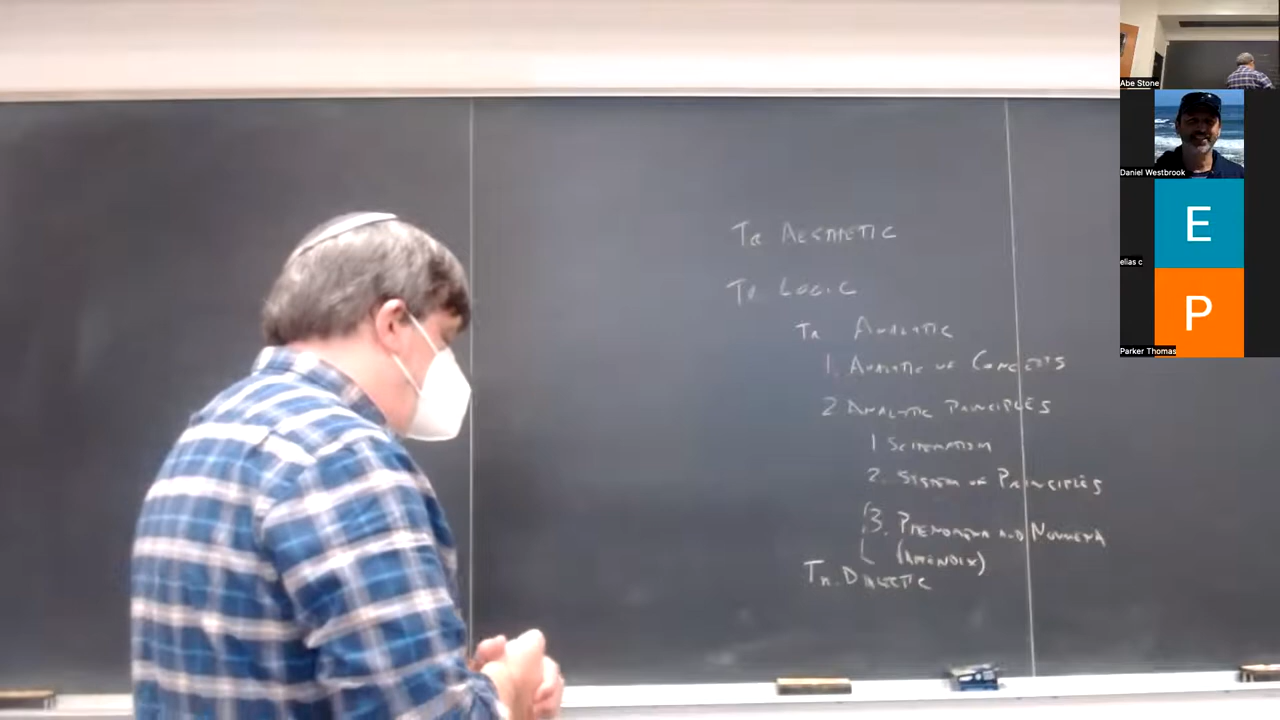 Tr AESTHETIC
Tr LOGIC
Tr ANALYTIC
1. ANALYTIC OF CONCEPTS
2 ANALYTIC PRINCIPLES
1 SCHEMATISM
2. SYSTEM OF PRINCIPLES
3. PHENOMENA AND NOUMENA
(APPENDIX)
Tr. DIALECTIC
Abe Stone
Daniel Westbrook
E
elias c
P
Parker Thomas